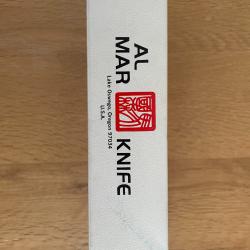 AL
MAR KNIFE
Lake Oswego, Oregon 97034
U.S.A.